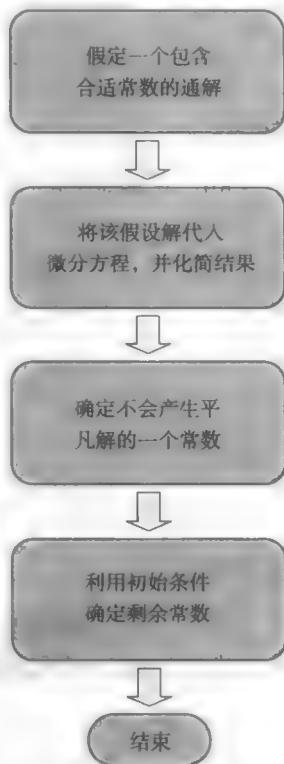 假定一个包含
合适常数的通解
将该假设解代入
微分方程，并化简结果
确定不会产生平
凡解的一个常数
利用初始条件
确定剩余常数
结束